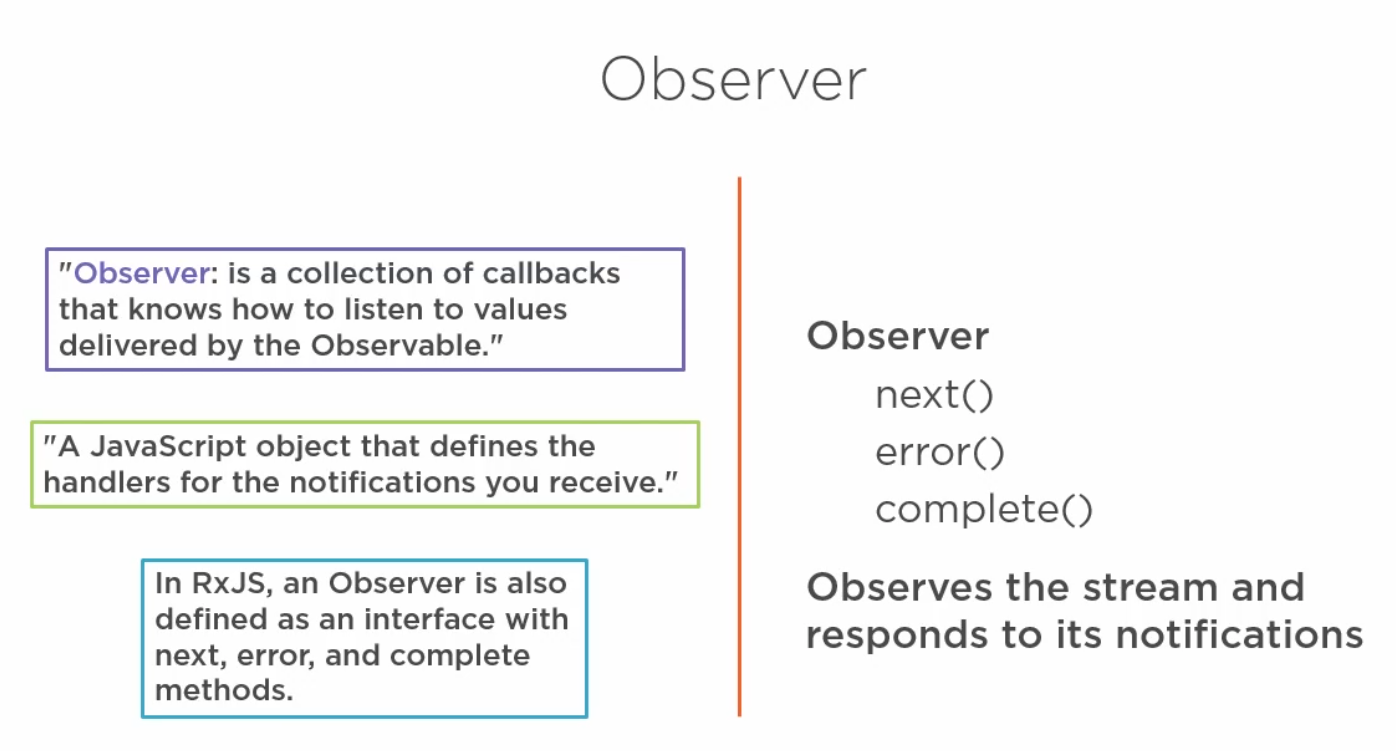 Observer
"Observer: is a collection of callbacks
that knows how to listen to values
delivered by the Observable."
"A JavaScript object that defines the
handlers for the notifications you receive."
In RxJS, an Observer is also
defined as an interface with
next, error, and complete
methods.
Observer
next()
error()
complete()
Observes the stream and
responds to its notifications